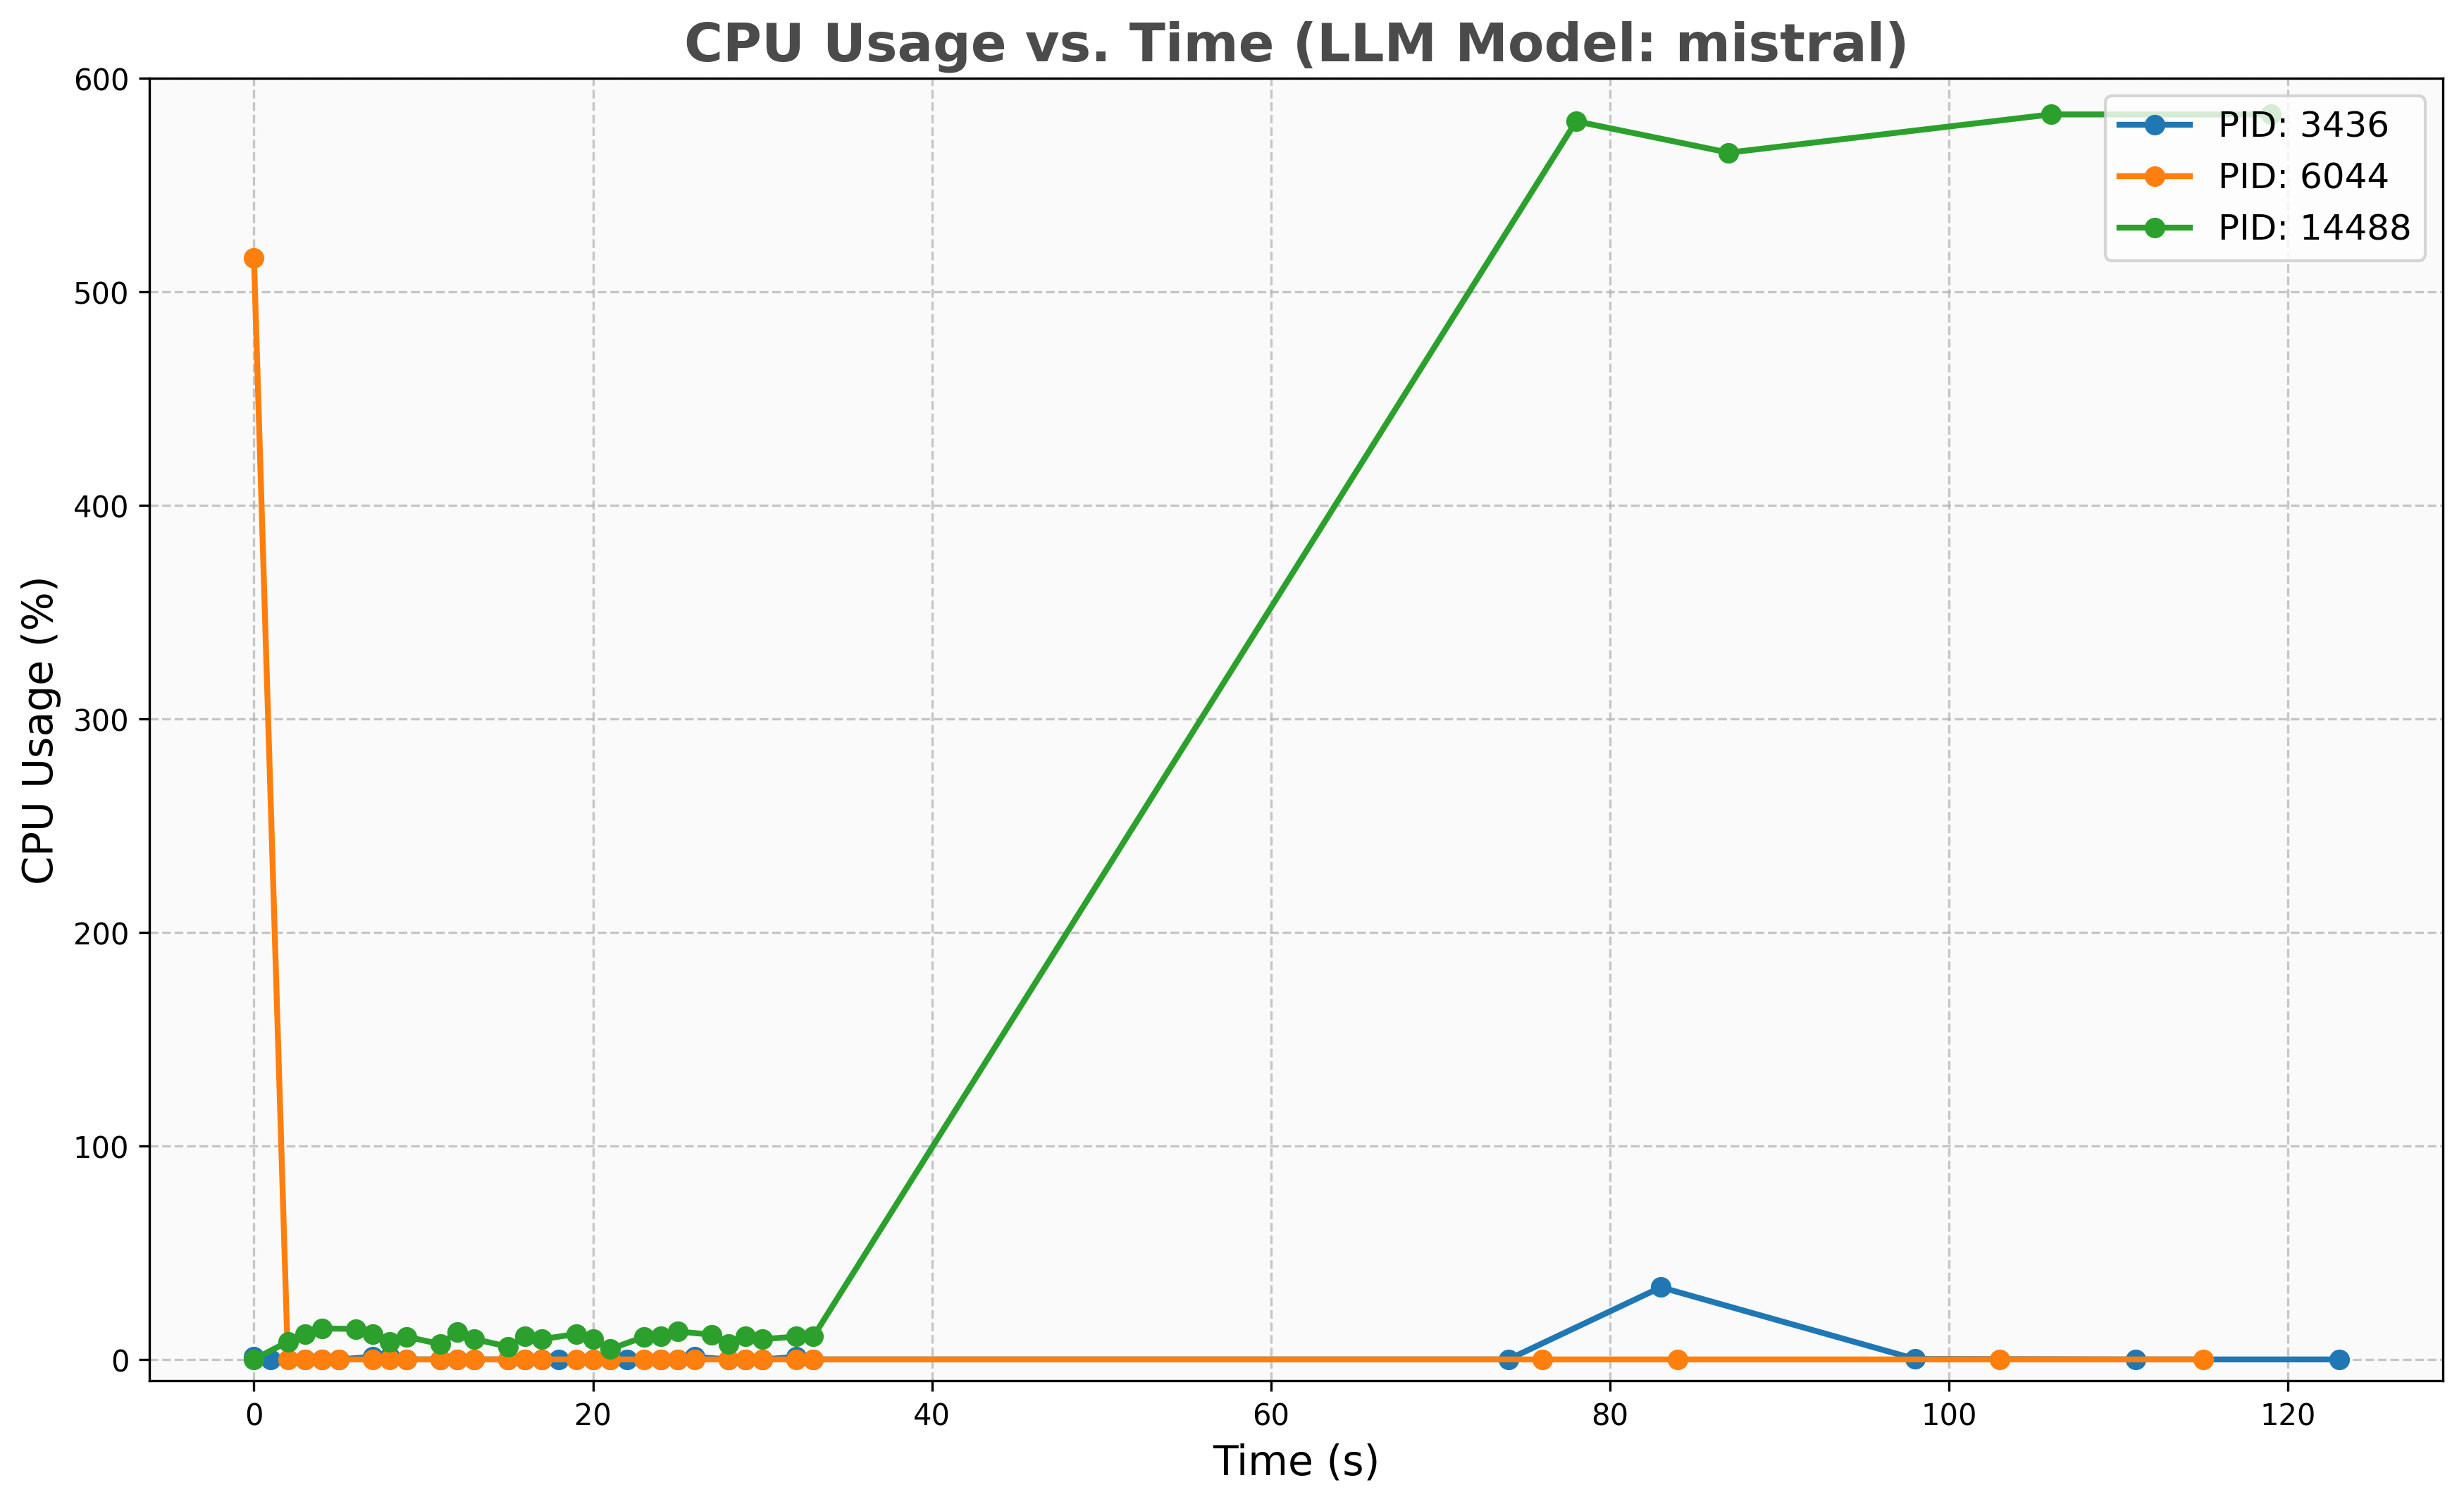 CPU Usage vs. Time (LLM Model: mistral)
600
500
400
300
200
100
0
CPU Usage (%)
PID: 3436
PID: 6044
PID: 14488
0 20 40 60 80 100 120
Time (s)